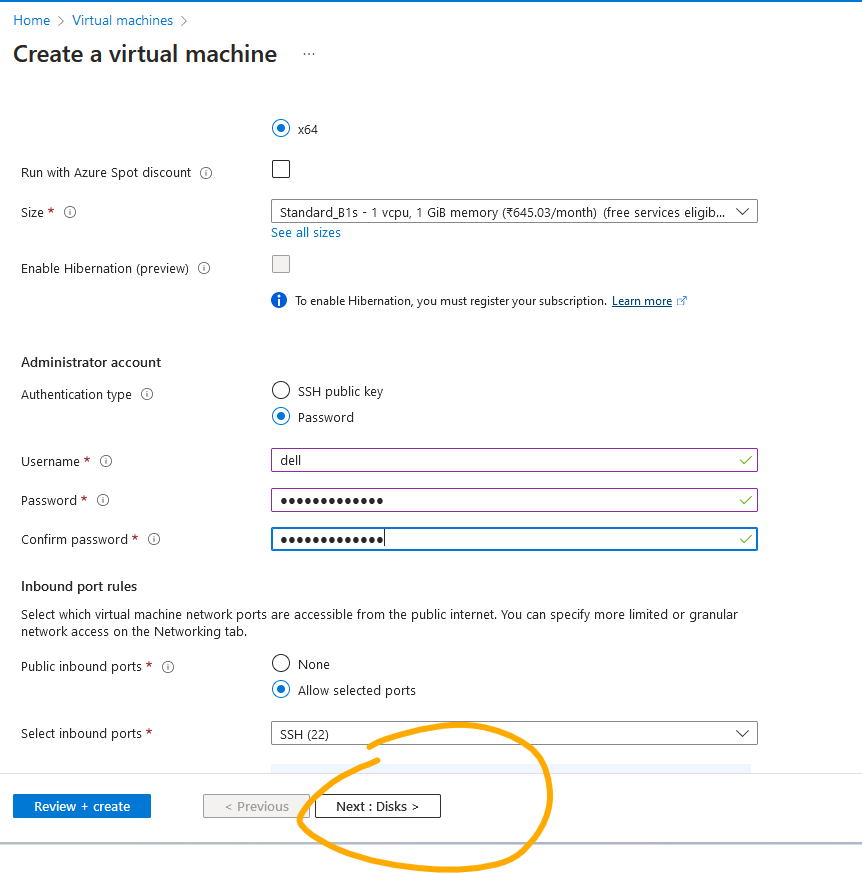 Home > Virtual machines >
Create a virtual machine ...
x64
Run with Azure Spot discount
Size *
Standard_B1s - 1 vcpu, 1 GiB memory (₹645.03/month) (free services eligib...
See all sizes
Enable Hibernation (preview)
To enable Hibernation, you must register your subscription. Learn more
Administrator account
Authentication type
SSH public key
Password
Username *
dell
Password *
●●●●●●●●●●●●●
Confirm password *
●●●●●●●●●●●●●
Inbound port rules
Select which virtual machine network ports are accessible from the public internet. You can specify more limited or granular
network access on the Networking tab.
Public inbound ports *
None
Allow selected ports
Select inbound ports *
SSH (22)
Review + create
< Previous
Next : Disks >